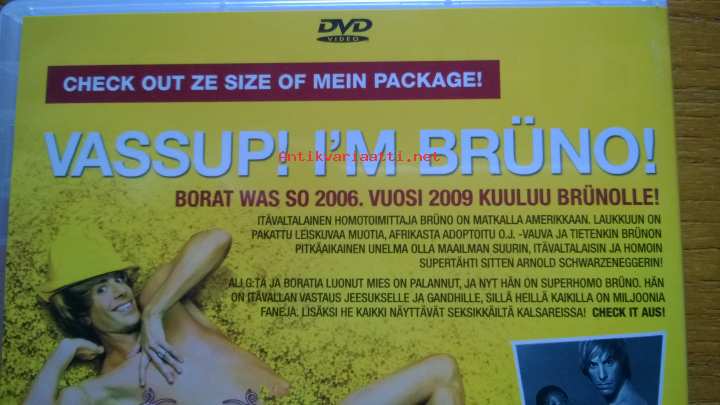 DVD
VIDEO
CHECK OUT ZE SIZE OF MEIN PACKAGE!
VASSUP! I'M BRÜNO!
Antikvariaatti.net
BORAT WAS SO 2006. VUOSI 2009 KUULUU BRÜNOLLE!
ITÄVALTALAINEN HOMOTOIMITTAJA BRÜNO ON MATKALLA AMERIKKAAN. LAUKKUUN ON
PAKATTU LEISKUVAA MUOTIA, AFRIKASTA ADOPTOITU O.J. -VAUVA JA TIETENKIN BRÜNON
PITKÄAIKAINEN UNELMA OLLA MAAILMAN SUURIN, ITÄVALTALAISIN JA HOMOIN
SUPERTÄHTI SITTEN ARNOLD SCHWARZENEGGERIN!
ALI G:TÄ JA BORATIA LUONUT MIES ON PALANNUT, JA NYT HÄN ON SUPERHOMO BRÜNO. HÄN
ON ITÄVALLAN VASTAUS JEESUKSELLE JA GANDHILLE, SILLÄ HEILLÄ KAIKILLA ON MILJOONIA
FANEJA. LISÄKSI HE KAIKKI NÄYTTÄVÄT SEKSIKKÄILTÄ KALSAREISSA! CHECK IT AUS!